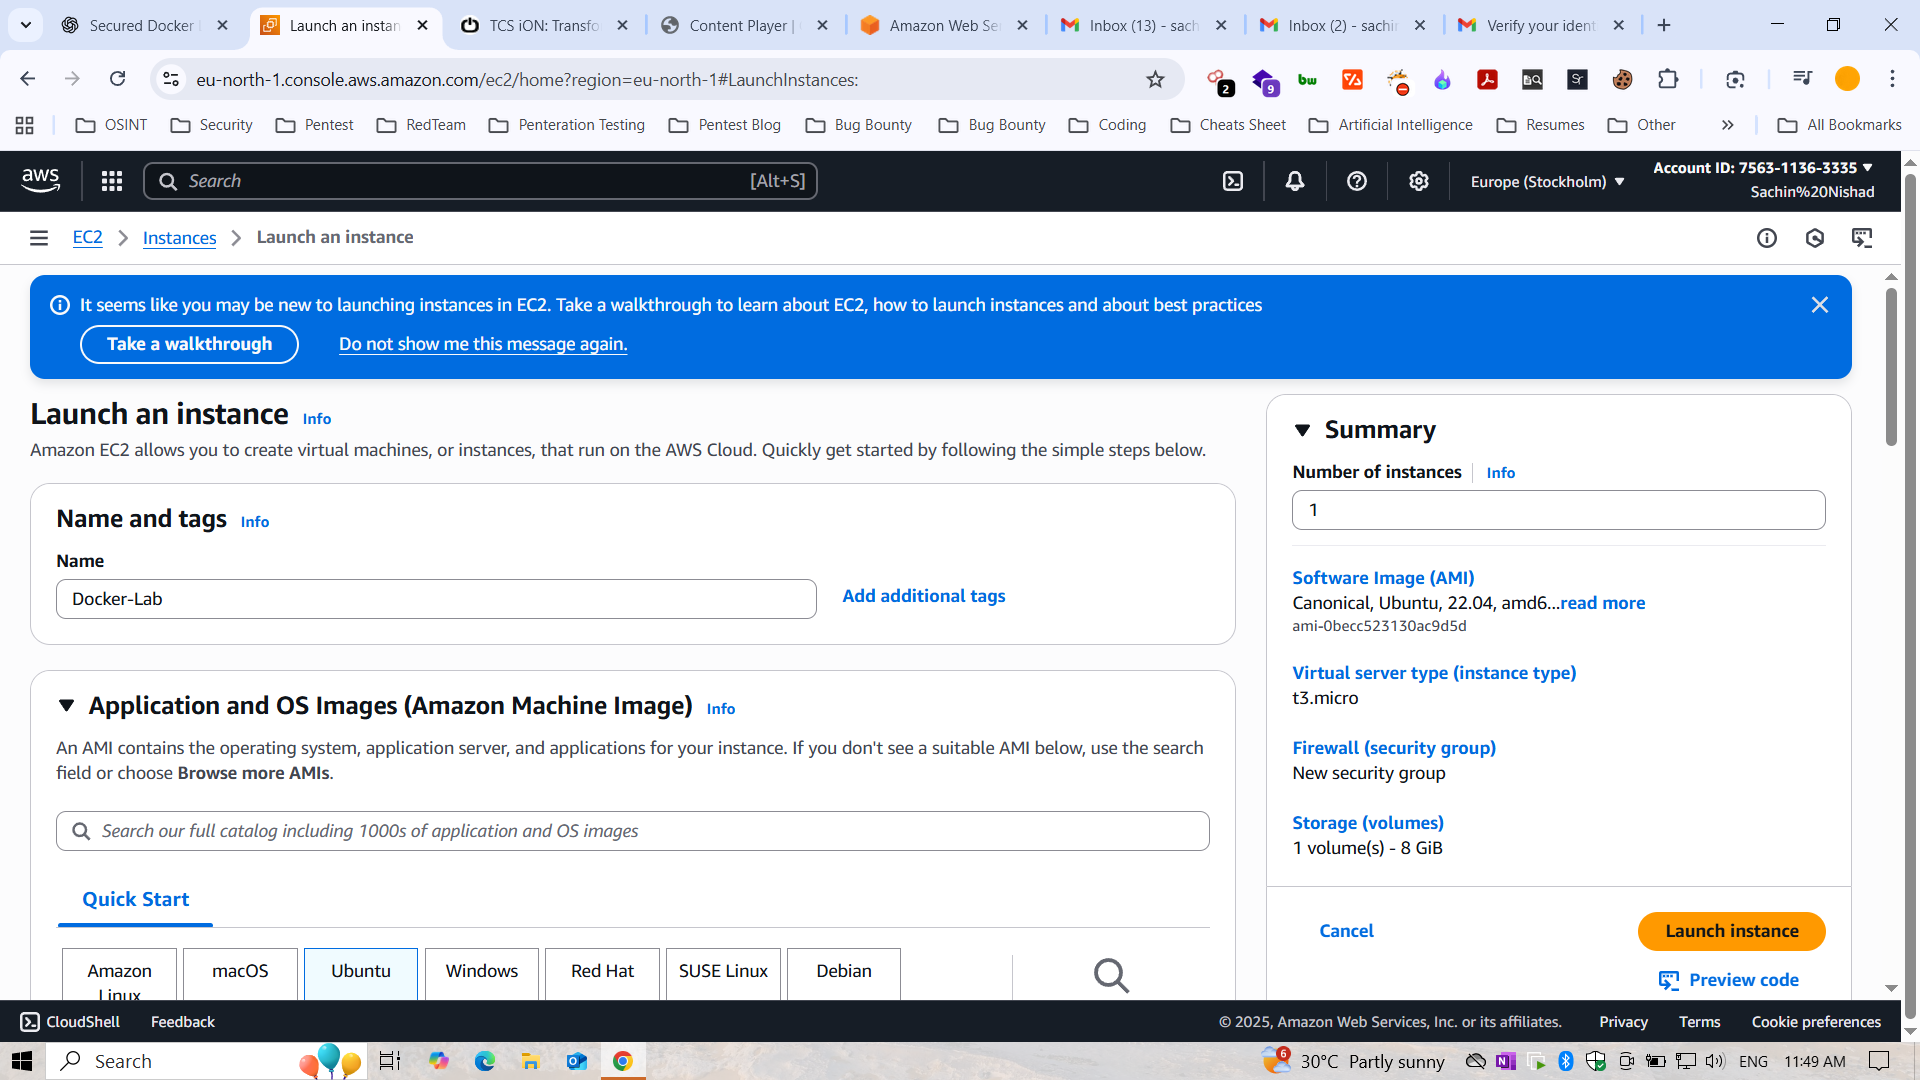 Secured Docker
Launch an instan
TCS iON: Transfo
Content Player |
Amazon Web Se
Inbox (13) - sach
Inbox (2) - sachi
Verify your ident
eu-north-1.console.aws.amazon.com/ec2/home?region=eu-north-1#LaunchInstances:
2
9
bw
Sr
OSINT
Security
Pentest
RedTeam
Penteration Testing
Pentest Blog
Bug Bounty
Bug Bounty
Coding
Cheats Sheet
Artificial Intelligence
Resumes
Other
All Bookmarks
aws
Search
[Alt+S]
Europe (Stockholm)
Account ID: 7563-1136-3335
Sachin%20Nishad
EC2
Instances
Launch an instance
It seems like you may be new to launching instances in EC2. Take a walkthrough to learn about EC2, how to launch instances and about best practices
Take a walkthrough
Do not show me this message again.
Launch an instance Info
Amazon EC2 allows you to create virtual machines, or instances, that run on the AWS Cloud. Quickly get started by following the simple steps below.
Name and tags Info
Name
Docker-Lab
Add additional tags
Application and OS Images (Amazon Machine Image) Info
An AMI contains the operating system, application server, and applications for your instance. If you don't see a suitable AMI below, use the search
field or choose Browse more AMIs.
Search our full catalog including 1000s of application and OS images
Quick Start
Amazon
Linux
macOS
Ubuntu
Windows
Red Hat
SUSE Linux
Debian
Summary
Number of instances Info
1
Software Image (AMI)
Canonical, Ubuntu, 22.04, amd6...read more
ami-0becc523130ac9d5d
Virtual server type (instance type)
t3.micro
Firewall (security group)
New security group
Storage (volumes)
1 volume(s) - 8 GiB
Cancel
Launch instance
Preview code
CloudShell
Feedback
© 2025, Amazon Web Services, Inc. or its affiliates.
Privacy
Terms
Cookie preferences
Search
6
30°C Partly sunny
ENG
11:49 AM